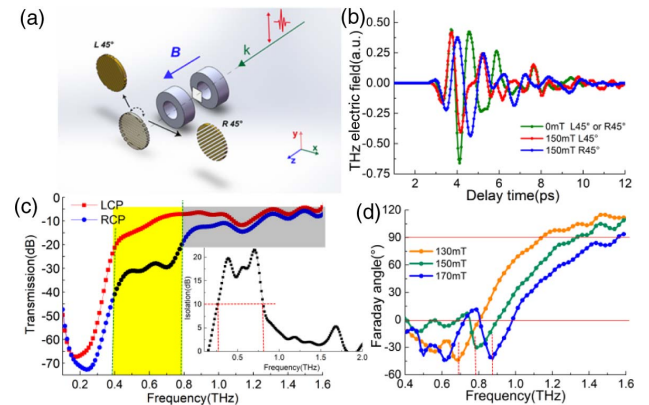 (a)
L 45°
B
k
R 45°
y
x
z
(b)
THz electric field(a.u.)
0.50
0.25
0.00
-0.25
-0.50
-0.75
0mT L45° or R45°
150mT L45°
150mT R45°
2 4 6 8 10 12
Delay time(ps)
(c)
LCP
RCP
Transmission(dB)
0
-10
-20
-30
-40
-50
-60
-70
Isolation(dB)
20
15
10
5
0
0.5 1.0 1.5 2.0
Frequency(THz)
0.2 0.4 0.6 0.8 1.0 1.2 1.4 1.6
Frequency(THz)
(d)
Faraday angle(°)
120
90
60
30
0
-30
-60
130mT
150mT
170mT
0.4 0.6 0.8 1.0 1.2 1.4 1.6
Frequency(THz)